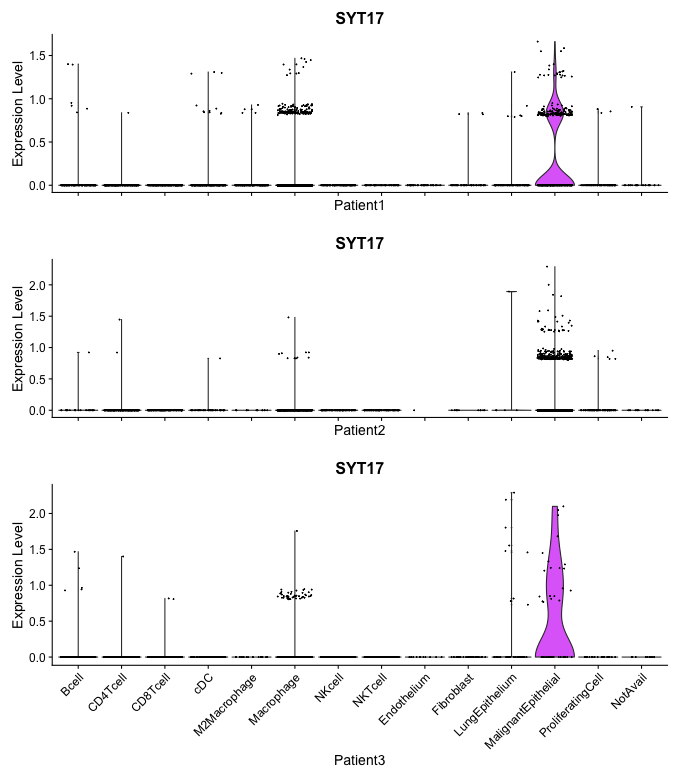 SYT17
Expression Level
1.5
1.0
0.5
0.0
Patient1
SYT17
Expression Level
2.0
1.5
1.0
0.5
0.0
Patient2
SYT17
Expression Level
2.0
1.5
1.0
0.5
0.0
Bcell
CD4Tcell
CD8Tcell
cDC
M2Macrophage
Macrophage
NKcell
NKTcell
Endothelium
Fibroblast
LungEpithelium
MalignantEpithelial
ProliferatingCell
NotAvail
Patient3